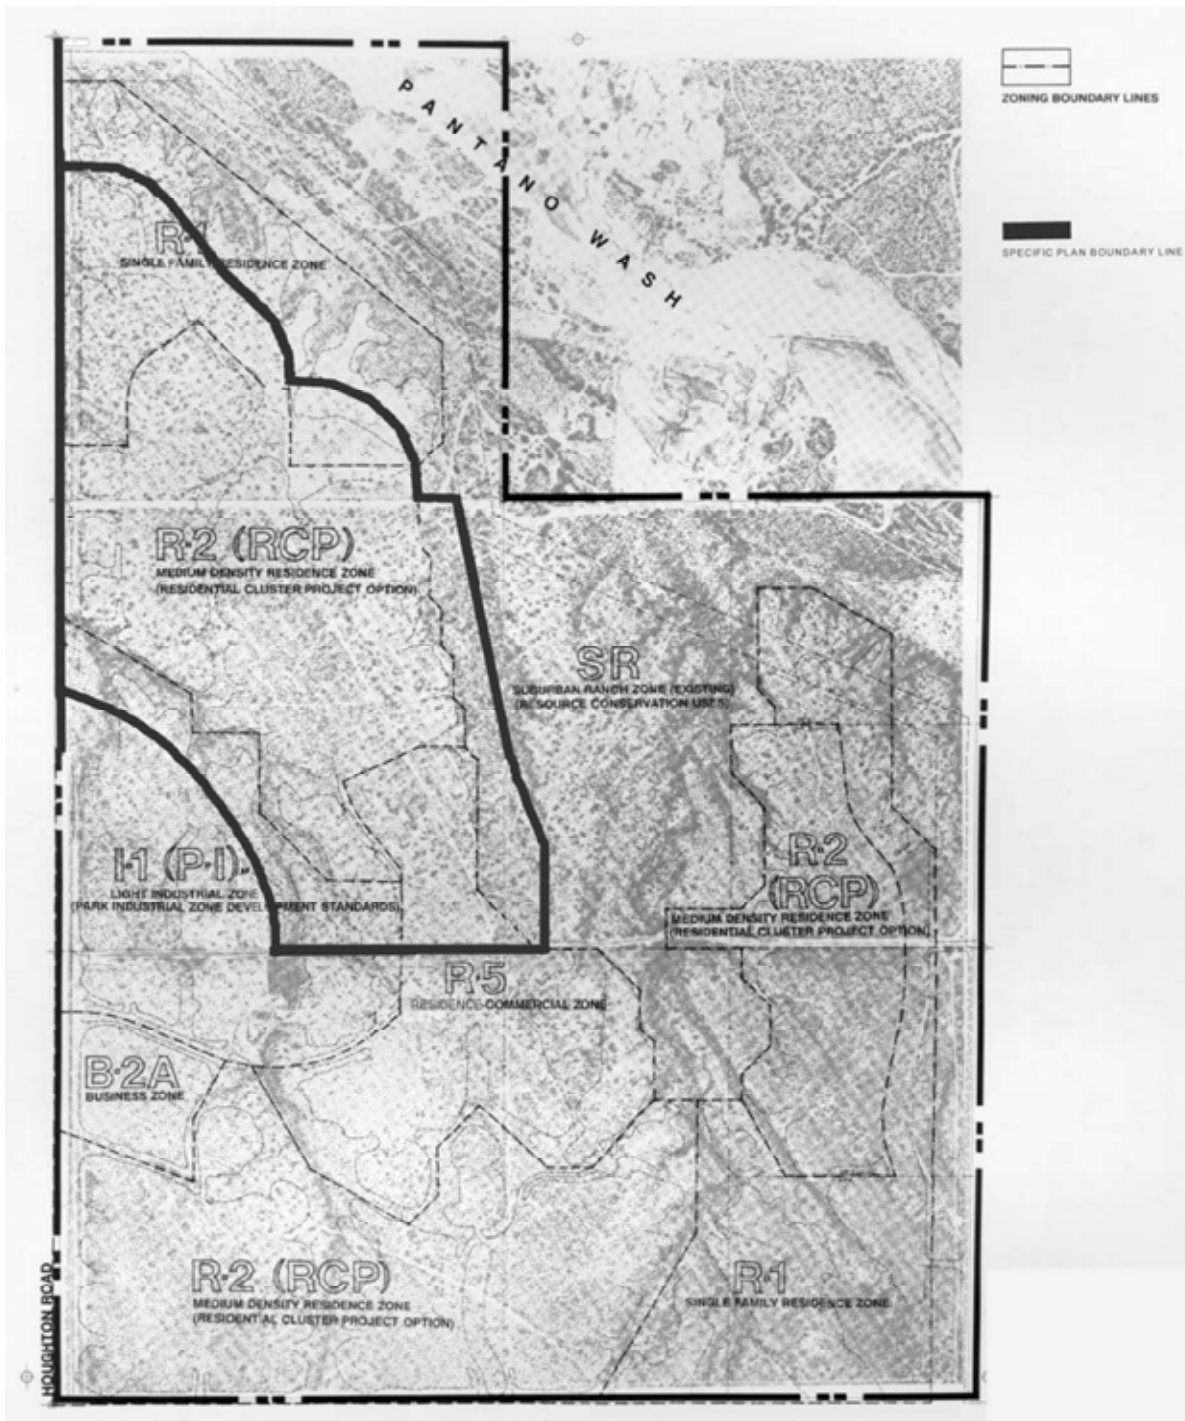 ZONING BOUNDARY LINES
PANTANO WASH
SPECIFIC PLAN BOUNDARY LINE
R-1
SINGLE FAMILY RESIDENCE ZONE
R-2 (RCP)
MEDIUM DENSITY RESIDENCE ZONE
(RESIDENTIAL CLUSTER PROJECT OPTION)
SR
SUBURBAN RANCH ZONE (EXISTING)
(RESOURCE CONSERVATION USES)
I-1 (P-I)
LIGHT INDUSTRIAL ZONE
(PARK INDUSTRIAL ZONE DEVELOPMENT STANDARDS)
R-2
(RCP)
MEDIUM DENSITY RESIDENCE ZONE
(RESIDENTIAL CLUSTER PROJECT OPTION)
R-5
RESIDENCE-COMMERCIAL ZONE
B-2A
BUSINESS ZONE
R-2 (RCP)
MEDIUM DENSITY RESIDENCE ZONE
(RESIDENTIAL CLUSTER PROJECT OPTION)
R-1
SINGLE FAMILY RESIDENCE ZONE
HOUGHTON ROAD